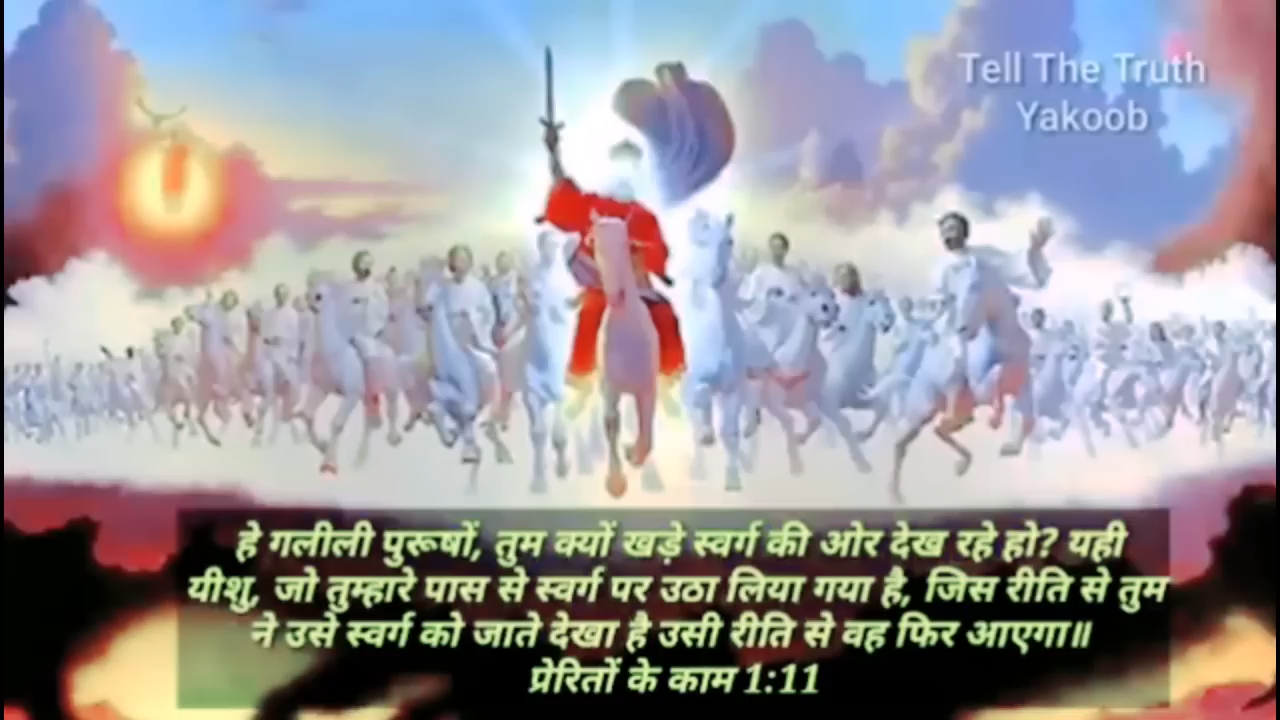 Tell The Truth
Yakoob
हे गलीली पुरूषों, तुम क्यों खड़े स्वर्ग की ओर देख रहे हो? यही
यीशु, जो तुम्हारे पास से स्वर्ग पर उठा लिया गया है, जिस रीति से तुम
ने उसे स्वर्ग को जाते देखा है उसी रीति से वह फिर आएगा॥
प्रेरितों के काम 1:11